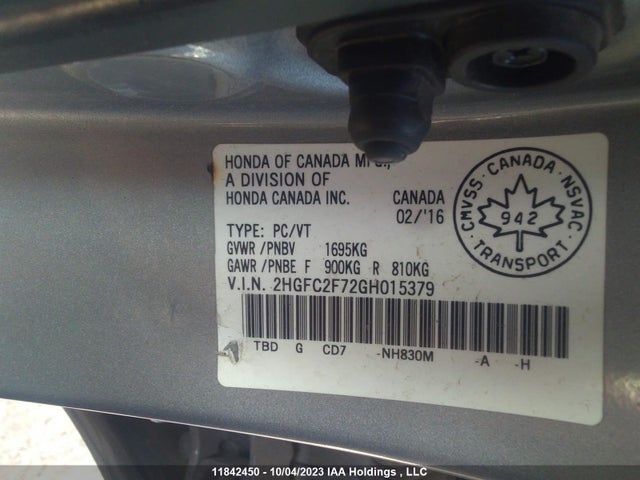 HONDA OF CANADA MFG.,
A DIVISION OF
HONDA CANADA INC. CANADA
02/'16
TYPE: PC/VT
GVWR/PNBV 1695KG
GAWR/PNBE F 900KG R 810KG
V.I.N. 2HGFC2F72GH015379
TBD G CD7 -NH830M -A -H
CMVSS CANADA NSVAC
942
TRANSPORT
11842450 - 10/04/2023 IAA Holdings , LLC